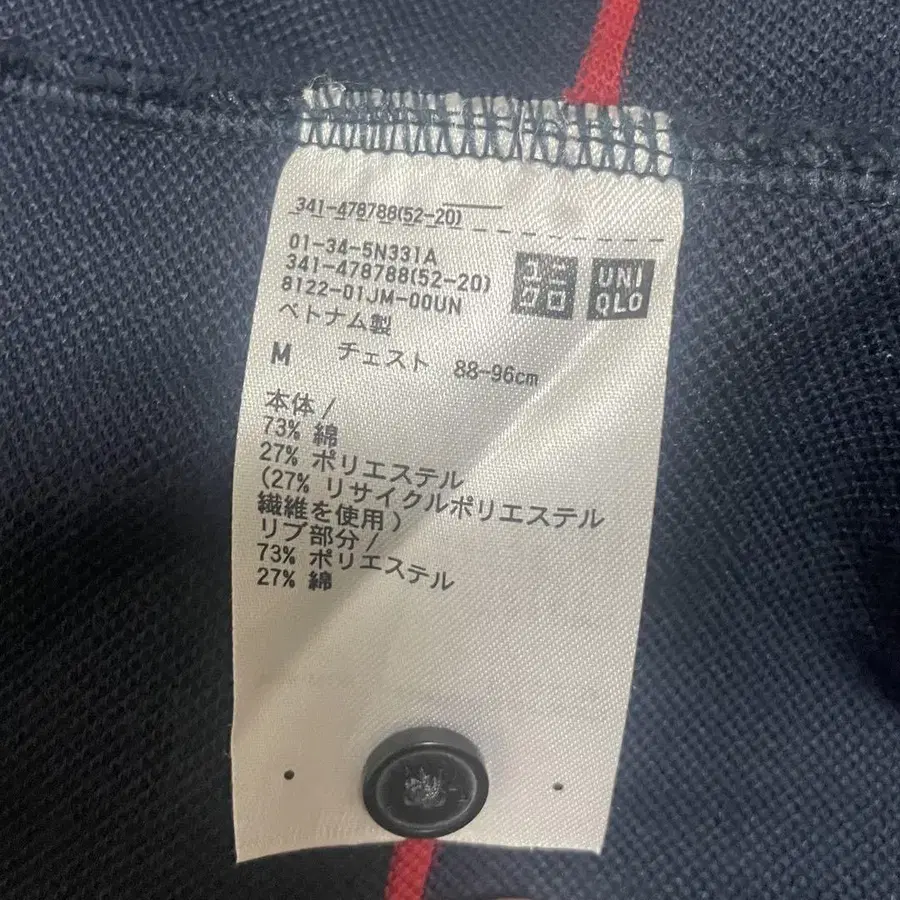 341-478788(52-20)
01-34-5N331A
341-478788(52-20)
8122-01JM-00UN
ユニ
クロ
UNI
QLO
ベトナム製
M チェスト 88-96cm
本体/
73% 綿
27% ポリエステル
(27% リサイクルポリエステル
繊維を使用)
リブ部分/
73% ポリエステル
27% 綿